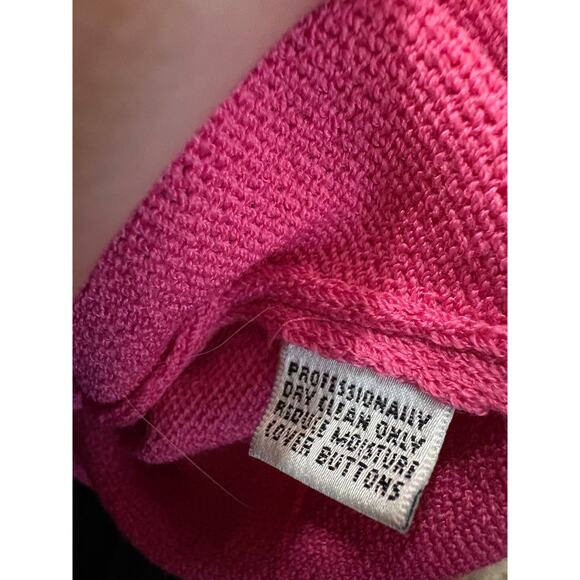 PROFESSIONALLY
DRY CLEAN ONLY
REDUCE MOISTURE
COVER BUTTONS